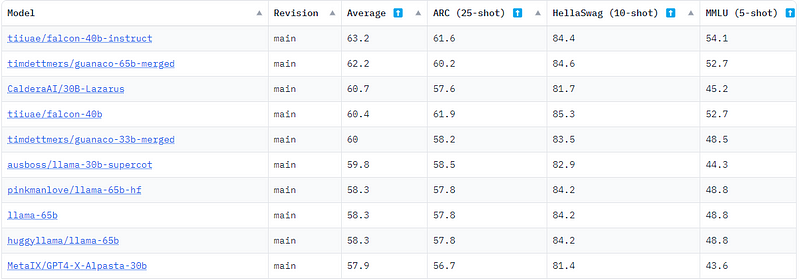 Model Revision Average ARC (25-shot) HellaSwag (10-shot) MMLU (5-shot)
tiiuae/falcon-40b-instruct main 63.2 61.6 84.4 54.1
timdettmers/guanaco-65b-merged main 62.2 60.2 84.6 52.7
CalderaAI/30B-Lazarus main 60.7 57.6 81.7 45.2
tiiuae/falcon-40b main 60.4 61.9 85.3 52.7
timdettmers/guanaco-33b-merged main 60 58.2 83.5 48.5
ausboss/llama-30b-supercot main 59.8 58.5 82.9 44.3
pinkmanlove/llama-65b-hf main 58.3 57.8 84.2 48.8
llama-65b main 58.3 57.8 84.2 48.8
huggyllama/llama-65b main 58.3 57.8 84.2 48.8
MetaIX/GPT4-X-Alpasta-30b main 57.9 56.7 81.4 43.6